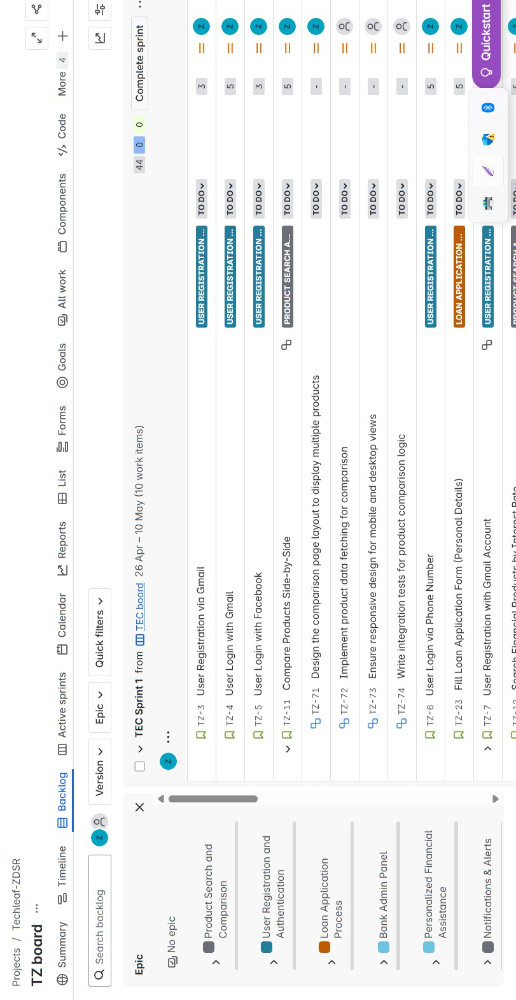 Projects / Techleaf-ZDSR
TZ board ...
Summary Timeline Backlog Active sprints Calendar Reports List Forms Goals All work Components Code More 4
Search backlog Z Version Epic Quick filters
Epic
No epic
Product Search and
Comparison
User Registration and
Authentication
Loan Application
Process
Bank Admin Panel
Personalized Financial
Assistance
Notifications & Alerts
TEC Sprint 1 from TEC board 26 Apr – 10 May (10 work items) 44 0 0 Complete sprint ...
Z ...
TZ-3 User Registration via Gmail USER REGISTRATION ... TO DO 3 Z
TZ-4 User Login with Gmail USER REGISTRATION ... TO DO 5 Z
TZ-5 User Login with Facebook USER REGISTRATION ... TO DO 3 Z
TZ-11 Compare Products Side-by-Side PRODUCT SEARCH A... TO DO 5 Z
TZ-71 Design the comparison page layout to display multiple products TO DO - Z
TZ-72 Implement product data fetching for comparison TO DO -
TZ-73 Ensure responsive design for mobile and desktop views TO DO -
TZ-74 Write integration tests for product comparison logic TO DO -
TZ-6 User Login via Phone Number USER REGISTRATION ... TO DO 5 Z
TZ-23 Fill Loan Application Form (Personal Details) LOAN APPLICATION ... TO DO 5 Z
TZ-7 User Registration with Gmail Account USER REGISTRATION ...
Quickstart
Search Financial Products by Interest Rate PRODUCT SEARCH A...